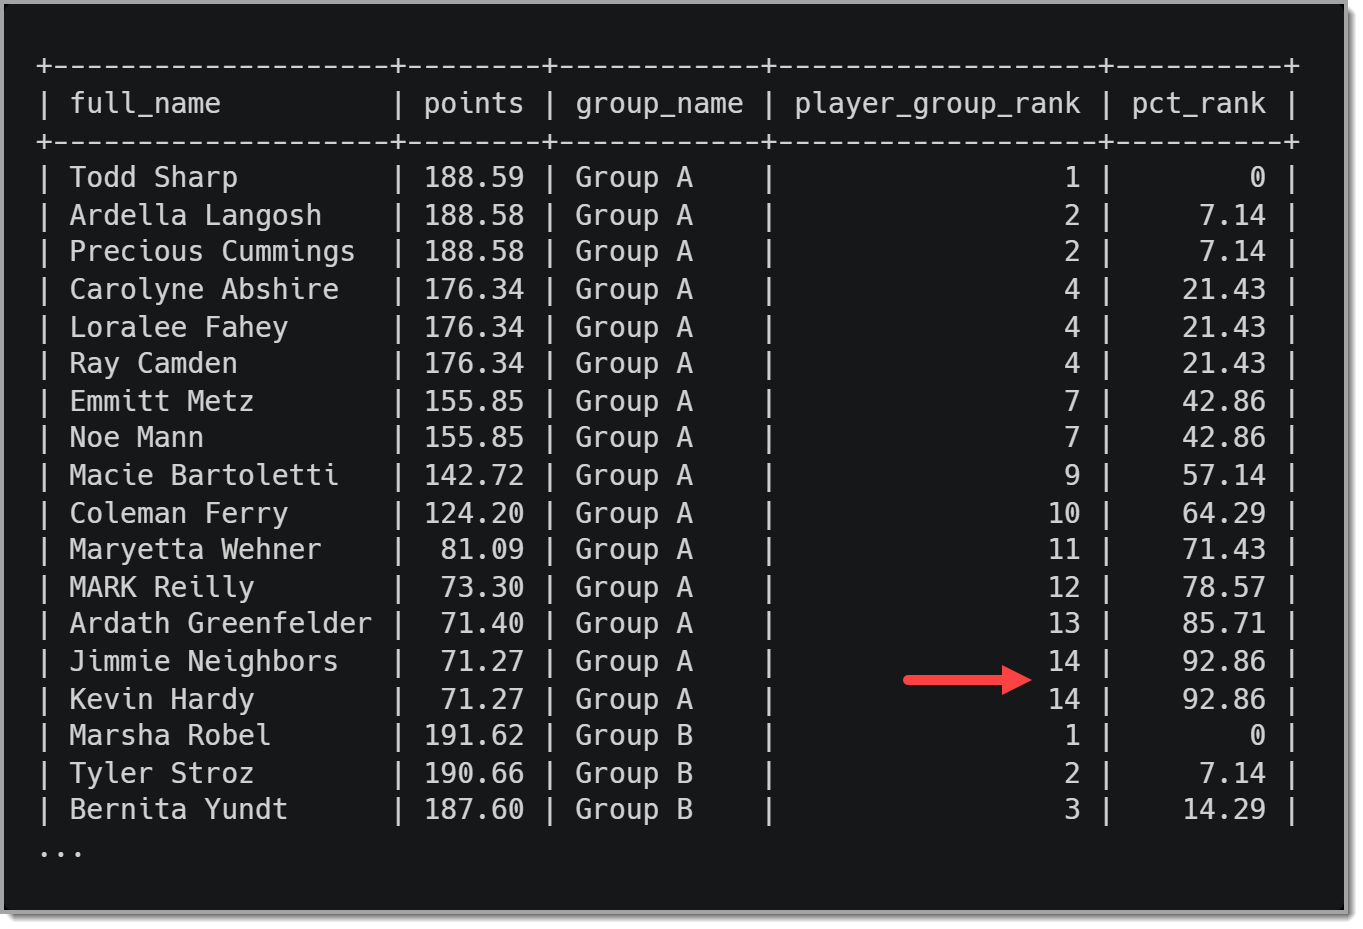 +--------------------+--------+------------+-------------------+----------+
| full_name          | points | group_name | player_group_rank | pct_rank |
+--------------------+--------+------------+-------------------+----------+
| Todd Sharp         | 188.59 | Group A    |                 1 |        0 |
| Ardella Langosh    | 188.58 | Group A    |                 2 |     7.14 |
| Precious Cummings  | 188.58 | Group A    |                 2 |     7.14 |
| Carolyne Abshire   | 176.34 | Group A    |                 4 |    21.43 |
| Loralee Fahey      | 176.34 | Group A    |                 4 |    21.43 |
| Ray Camden         | 176.34 | Group A    |                 4 |    21.43 |
| Emmitt Metz        | 155.85 | Group A    |                 7 |    42.86 |
| Noe Mann           | 155.85 | Group A    |                 7 |    42.86 |
| Macie Bartoletti   | 142.72 | Group A    |                 9 |    57.14 |
| Coleman Ferry      | 124.20 | Group A    |                10 |    64.29 |
| Maryetta Wehner    |  81.09 | Group A    |                11 |    71.43 |
| MARK Reilly        |  73.30 | Group A    |                12 |    78.57 |
| Ardath Greenfelder |  71.40 | Group A    |                13 |    85.71 |
| Jimmie Neighbors   |  71.27 | Group A    |                14 |    92.86 |
| Kevin Hardy        |  71.27 | Group A    |                14 |    92.86 |
| Marsha Robel       | 191.62 | Group B    |                 1 |        0 |
| Tyler Stroz        | 190.66 | Group B    |                 2 |     7.14 |
| Bernita Yundt      | 187.60 | Group B    |                 3 |    14.29 |
...